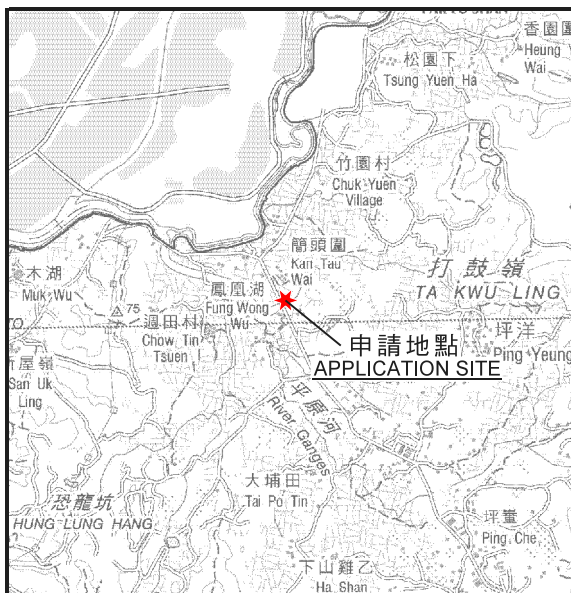 香園圍
Heung Y
Wai
松園下
Tsung Yuen Ha
竹園村
Chuk Yuen
Village
簡頭圍
Kan Tau
Wai
木湖
Muk Wu
鳳凰湖
Fung Wong
Wu
打鼓嶺
TA KWU LING
75
週田村
Chow Tin
Tsuen
坪洋
Ping Yeung
申請地點
APPLICATION SITE
屋嶺
San Uk
Ling
平原河
River Ganges
大埔田
Tai Po Tin
恐龍坑
HUNG LUNG HANG
坪輋
Ping Che
下山雞乙
Ha Shan